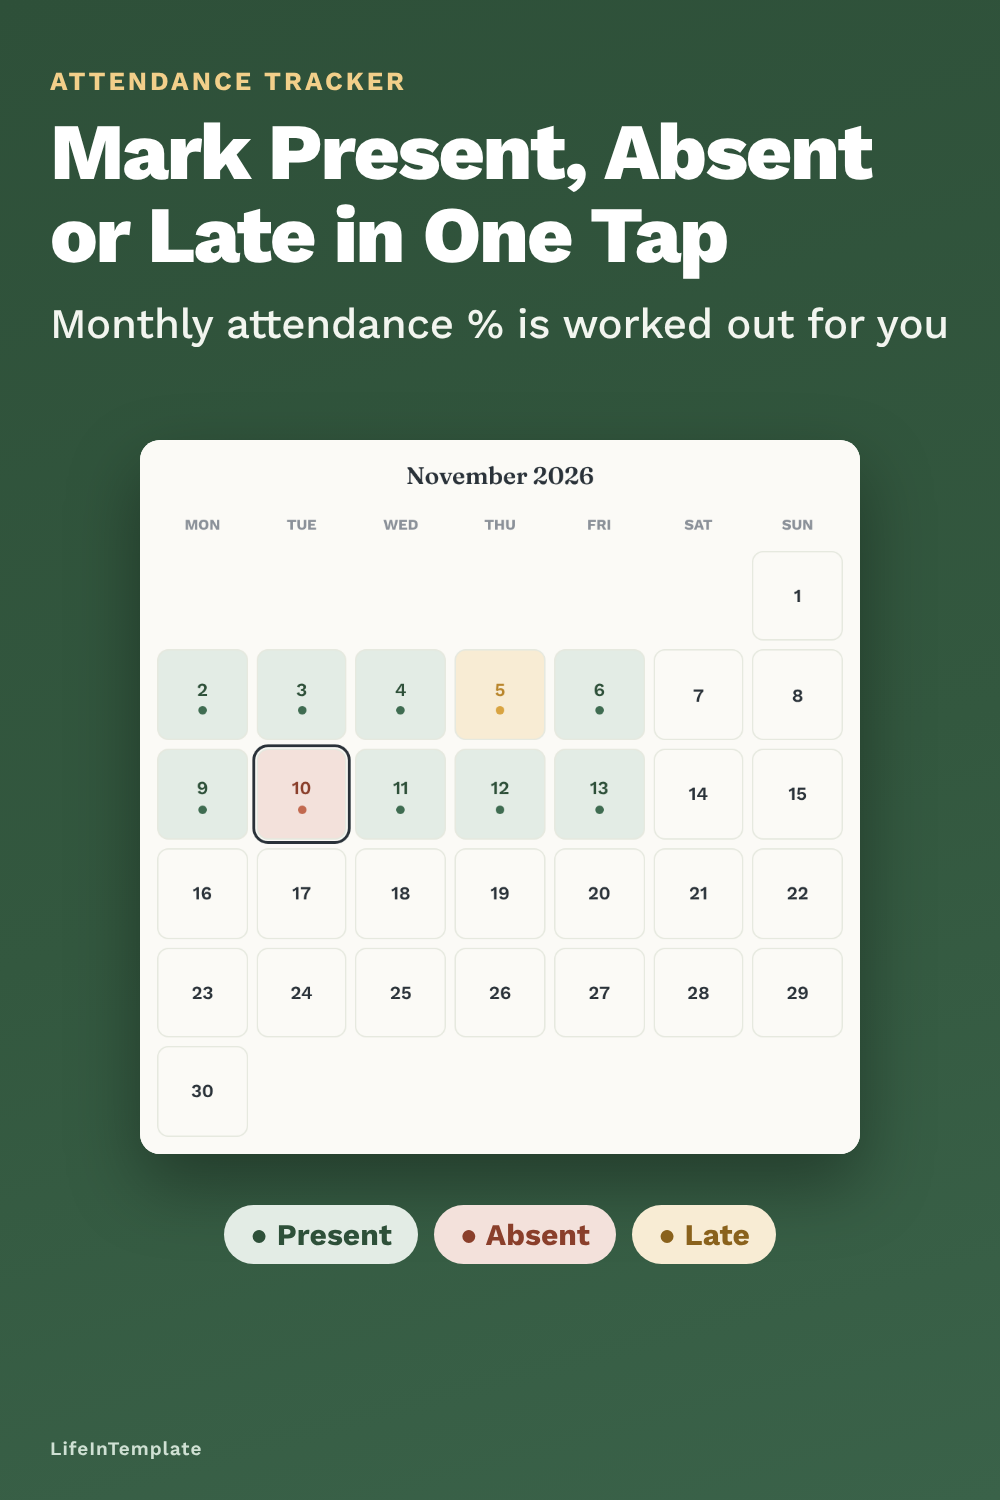 ATTENDANCE TRACKER
Mark Present, Absent
or Late in One Tap
Monthly attendance % is worked out for you
November 2026
MON TUE WED THU FRI SAT SUN
1
2 3 4 5 6 7 8
9 10 11 12 13 14 15
16 17 18 19 20 21 22
23 24 25 26 27 28 29
30
● Present ● Absent ● Late
LifeInTemplate